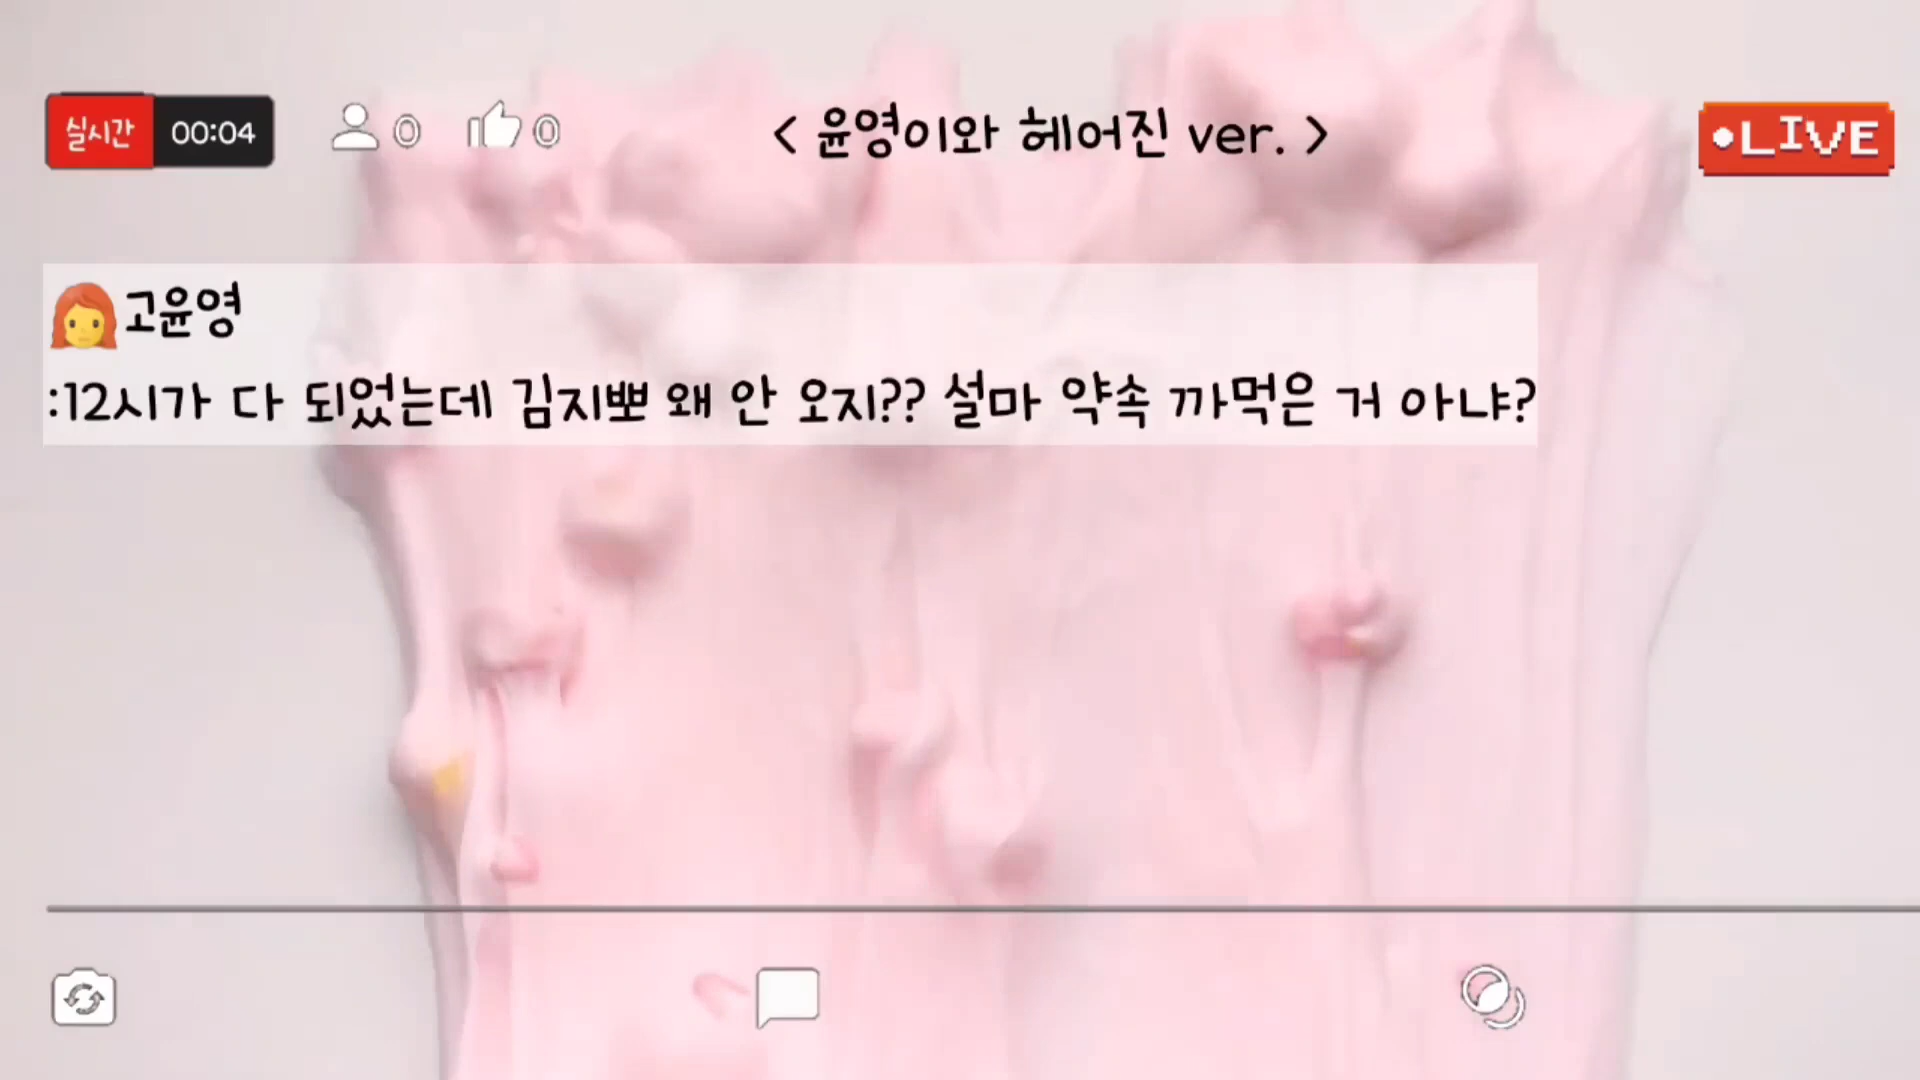 실시간 00:04 0 0 < 윤영이와 헤어진 ver. > LIVE
고윤영
:12시가 다 되었는데 김지뽀 왜 안 오지?? 설마 약속 까먹은 거 아냐?